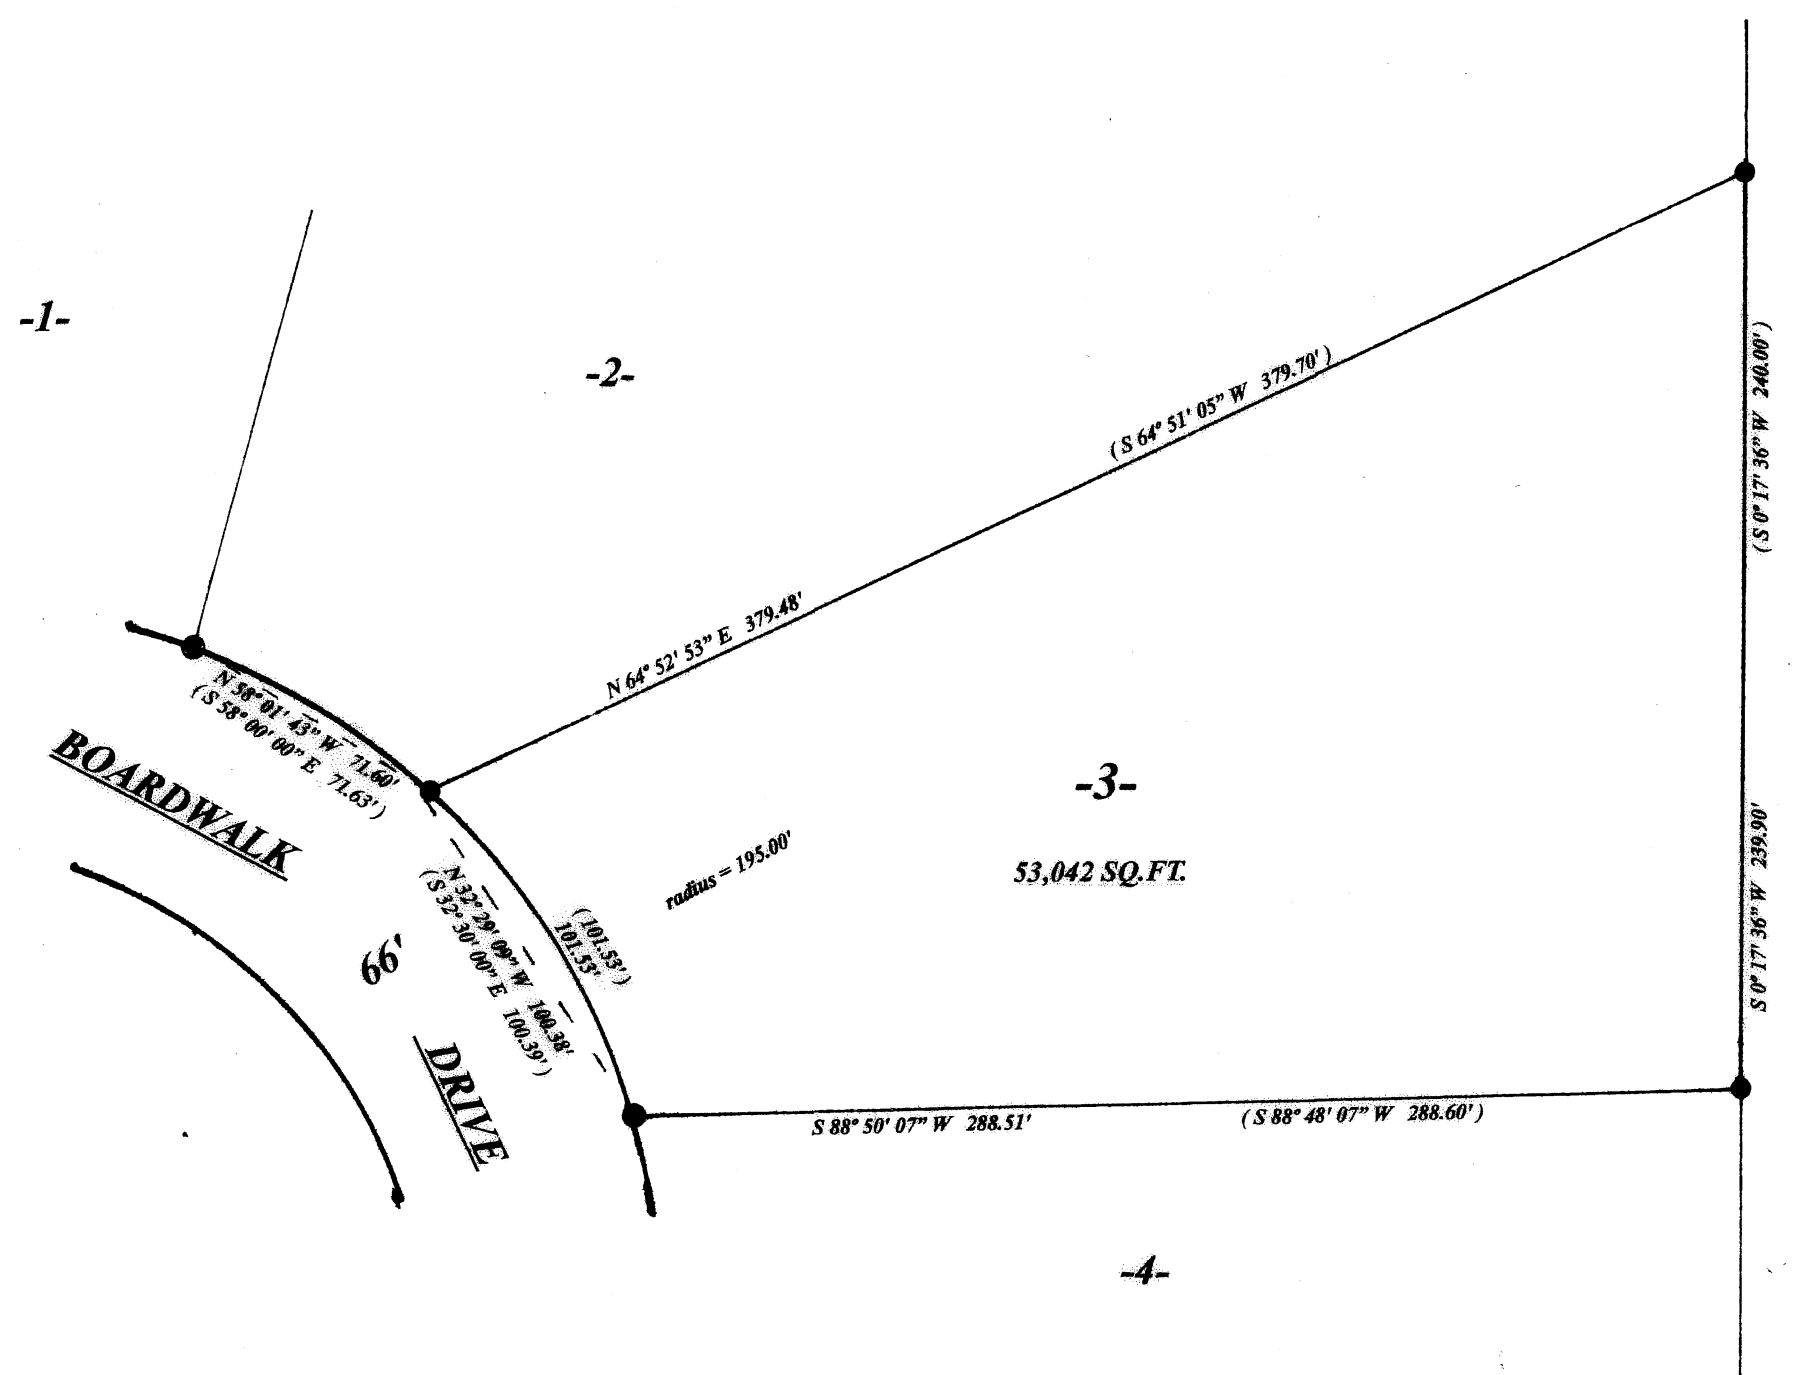 -1-
-2-
( S 64° 51' 05" W 379.70' )
( S 0° 17' 36" W 240.00' )
N 64° 52' 53" E 379.48'
N 58° 01' 43" W 71.60'
( S 58° 00' 00" E 71.63' )
BOARDWALK
-3-
53,042 SQ.FT.
radius = 195.00'
S 0° 17' 36" W 239.90'
( 101.53' )
101.53'
N 32° 29' 09" W 100.38'
( S 32° 30' 00" E 100.39' )
66'
DRIVE
S 88° 50' 07" W 288.51'
( S 88° 48' 07" W 288.60' )
-4-